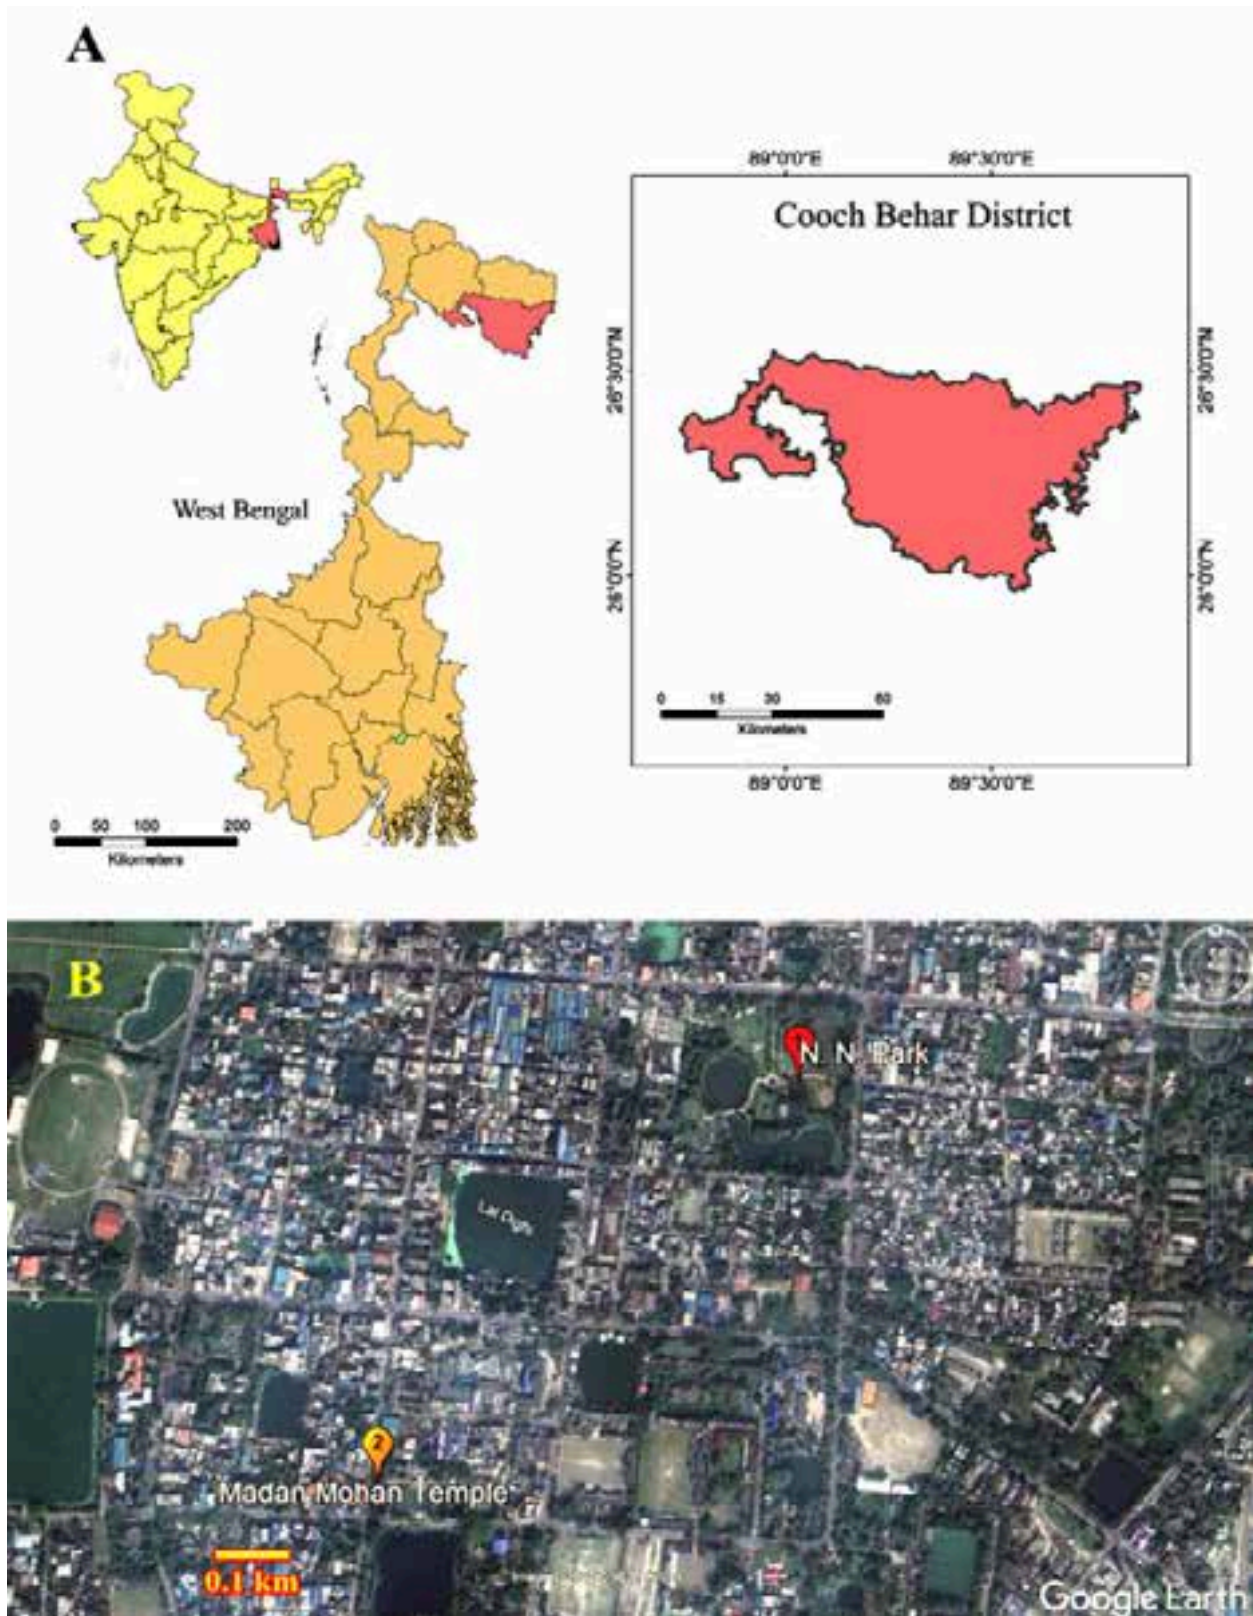 A
89°0'0"E
89°30'0"E
Cooch Behar District
26°30'0"N
26°30'0"N
West Bengal
26°0'0"N
26°0'0"N
0 15 30 60
Kilometers
89°0'0"E
89°30'0"E
0 50 100 200
Kilometers
B
N. N. Park
Lal Dighi
2
Madan Mohan Temple
0.1 km
Google Earth